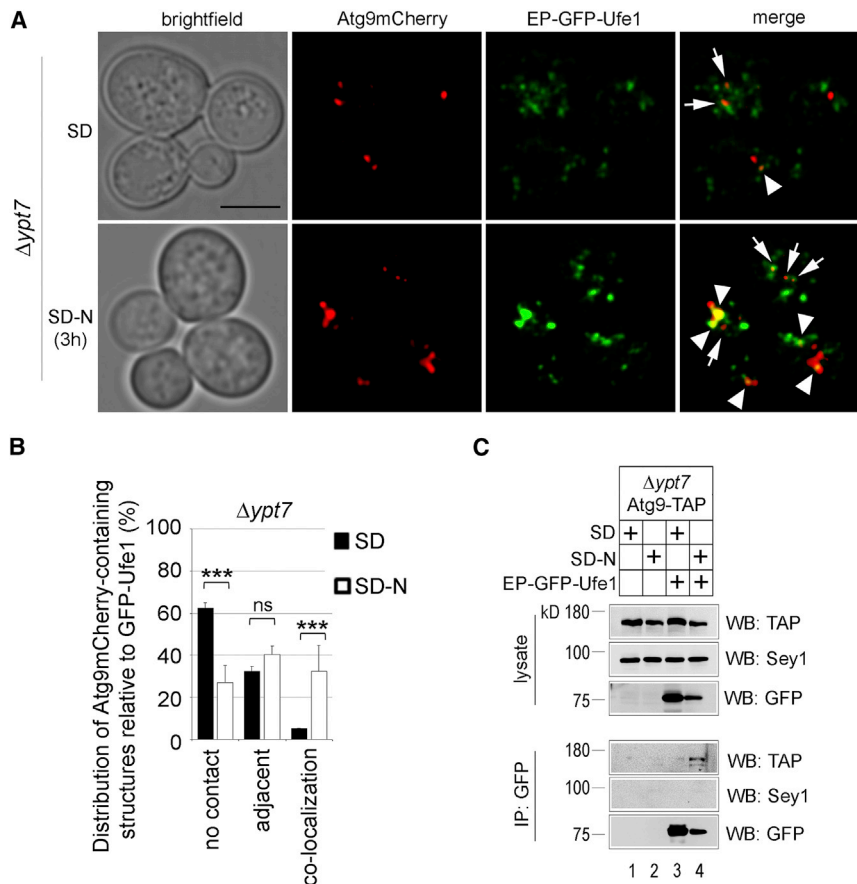 A
brightfield
Atg9mCherry
EP-GFP-Ufe1
merge
Δypt7
SD
SD-N
(3h)
B
Δypt7
Distribution of Atg9mCherry-containing
structures relative to GFP-Ufe1 (%)
100
80
60
40
20
0
***
ns
***
SD
SD-N
no contact
adjacent
co-localization
C
Δypt7
Atg9-TAP
SD + +
SD-N + +
EP-GFP-Ufe1 + +
lysate
kD 180 WB: TAP
100 WB: Sey1
75 WB: GFP
IP: GFP
180 WB: TAP
100 WB: Sey1
75 WB: GFP
1 2 3 4